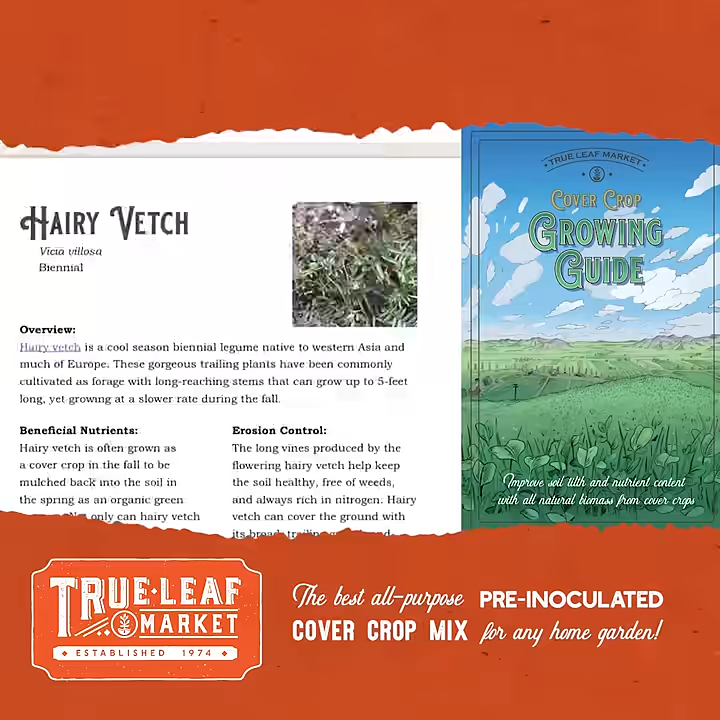 HAIRY VETCH
Vicia villosa
Biennial
Overview:
Hairy vetch is a cool season biennial legume native to western Asia and
much of Europe. These gorgeous trailing plants have been commonly
cultivated as forage with long-reaching stems that can grow up to 5-feet
long, yet growing at a slower rate during the fall.
Beneficial Nutrients:
Hairy vetch is often grown as
a cover crop in the fall to be
mulched back into the soil in
the spring as an organic green
only can hairy vetch
Erosion Control:
The long vines produced by the
flowering hairy vetch help keep
the soil healthy, free of weeds,
and always rich in nitrogen. Hairy
vetch can cover the ground with
its broad trailing
TRUE LEAF MARKET
COVER CROP
GROWING
GUIDE
Improve soil tilth and nutrient content
with all natural biomass from cover crops
TRUE LEAF
MARKET
ESTABLISHED 1974
The best all-purpose PRE-INOCULATED
COVER CROP MIX for any home garden!